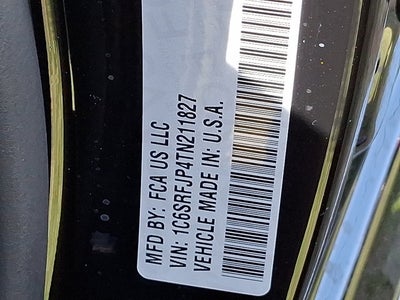 MFD BY: FCA US LLC
VIN: 1C6SRFJP4TN211827
VEHICLE MADE IN: U.S.A.